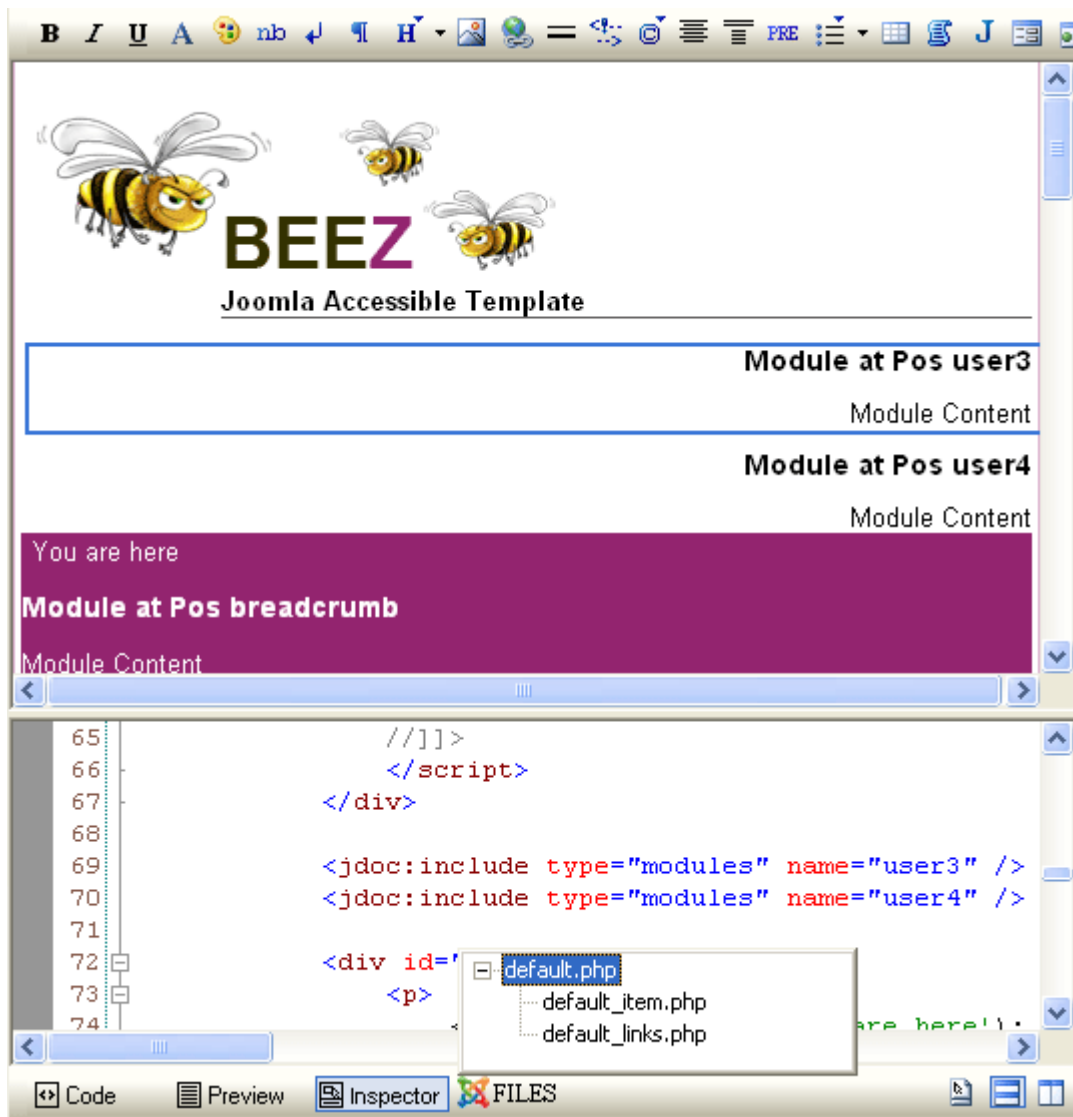 B I U A nb ¶ H PRE J
BEEZ
Joomla Accessible Template
Module at Pos user3
Module Content
Module at Pos user4
Module Content
You are here
Module at Pos breadcrumb
Module Content
65 //]]>
66 </script>
67 </div>
68
69 <jdoc:include type="modules" name="user3" />
70 <jdoc:include type="modules" name="user4" />
71
72 <div id="
73 <p>
74 < are here');
default.php
default_item.php
default_links.php
Code Preview Inspector FILES